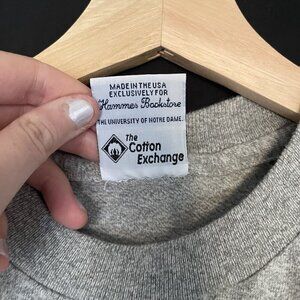 MADE IN THE USA
EXCLUSIVELY FOR
Hammes Bookstore
THE UNIVERSITY OF NOTRE DAME.
The
Cotton
Exchange